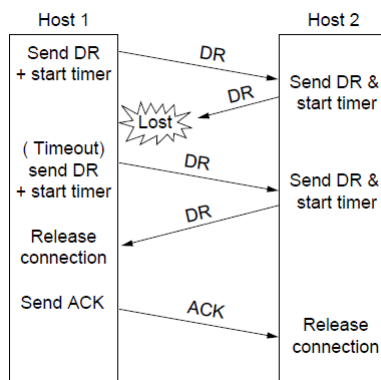 Host 1
Host 2
Send DR
+ start timer
DR
Send DR &
start timer
DR
Lost
( Timeout)
send DR
+ start timer
DR
Send DR &
start timer
DR
Release
connection
Send ACK
ACK
Release
connection